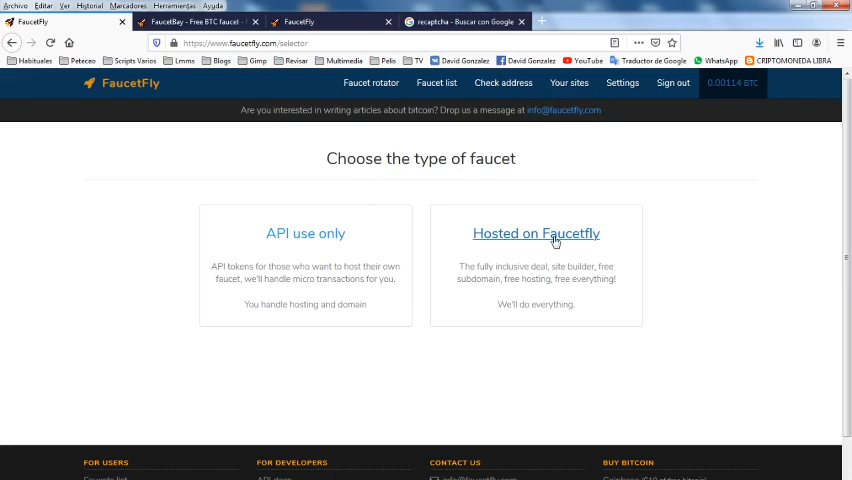 Archivo Editar Ver Historial Marcadores Herramientas Ayuda
FaucetFly
FaucetBay - Free BTC faucet -
FaucetFly
recaptcha - Buscar con Google
https://www.faucetfly.com/selector
Habituales Peteceo Scripts Varios Lmms Blogs Gimp Revisar Multimedia Pelis TV David Gonzalez David Gonzalez YouTube Traductor de Google WhatsApp CRIPTOMONEDA LIBRA
FaucetFly
Faucet rotator Faucet list Check address Your sites Settings Sign out 0.00114 BTC
Are you interested in writing articles about bitcoin? Drop us a message at info@faucetfly.com
Choose the type of faucet
API use only
API tokens for those who want to host their own
faucet, we'll handle micro transactions for you.
You handle hosting and domain
Hosted on Faucetfly
The fully inclusive deal, site builder, free
subdomain, free hosting, free everything!
We'll do everything.
FOR USERS FOR DEVELOPERS CONTACT US BUY BITCOIN